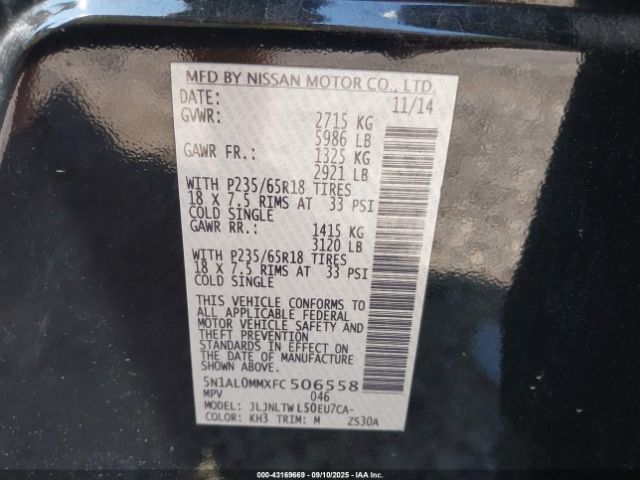 MFD BY NISSAN MOTOR CO., LTD.
DATE: 11/14
GVWR: 2715 KG
5986 LB
GAWR FR.: 1325 KG
2921 LB
WITH P235/65R18 TIRES
18 X 7.5 RIMS AT 33 PSI
COLD SINGLE
GAWR RR.: 1415 KG
3120 LB
WITH P235/65R18 TIRES
18 X 7.5 RIMS AT 33 PSI
COLD SINGLE
THIS VEHICLE CONFORMS TO
ALL APPLICABLE FEDERAL
MOTOR VEHICLE SAFETY AND
THEFT PREVENTION
STANDARDS IN EFFECT ON
THE DATE OF MANUFACTURE
SHOWN ABOVE.
5N1AL0MMXFC506558
MPV 046
MODEL: JLJNLTWL50EU7CA-
COLOR: KH3 TRIM: M ZS30A
000-43169669 - 09/10/2025 - IAAI.COM